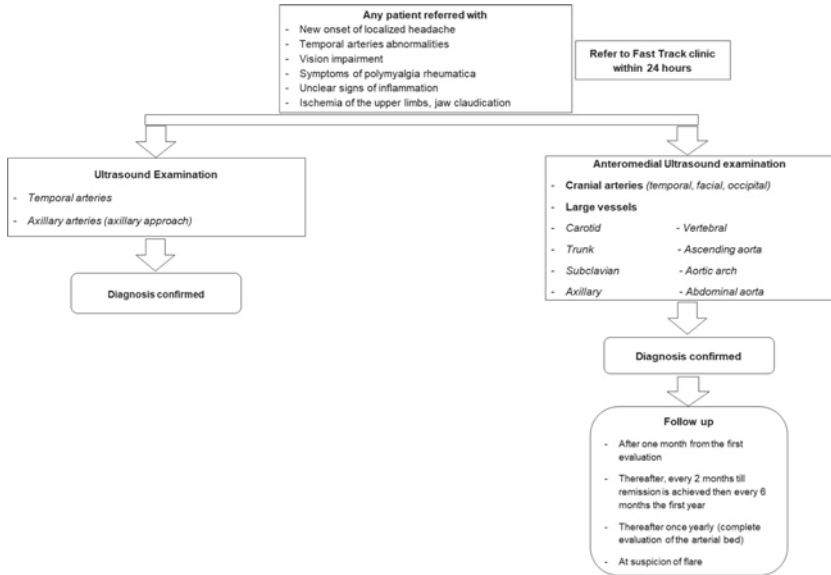 Any patient referred with
- New onset of localized headache
- Temporal arteries abnormalities
- Vision impairment
- Symptoms of polymyalgia rheumatica
- Unclear signs of inflammation
- Ischemia of the upper limbs, jaw claudication
Refer to Fast Track clinic
within 24 hours
Ultrasound Examination
- Temporal arteries
- Axillary arteries (axillary approach)
Diagnosis confirmed
Anteromedial Ultrasound examination
- Cranial arteries (temporal, facial, occipital)
- Large vessels
- Carotid - Vertebral
- Trunk - Ascending aorta
- Subclavian - Aortic arch
- Axillary - Abdominal aorta
Diagnosis confirmed
Follow up
- After one month from the first
evaluation
- Thereafter, every 2 months till
remission is achieved then every 6
months the first year
- Thereafter once yearly (complete
evaluation of the arterial bed)
- At suspicion of flare